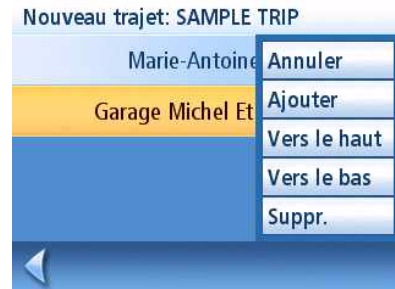 Nouveau trajet: SAMPLE TRIP
Marie-Antoine
Garage Michel Et
Annuler
Ajouter
Vers le haut
Vers le bas
Suppr.